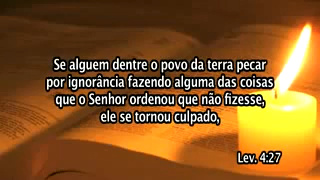 Se alguem dentre o povo da terra pecar
por ignorância fazendo alguma das coisas
que o Senhor ordenou que não fizesse,
ele se tornou culpado,
Lev. 4:27